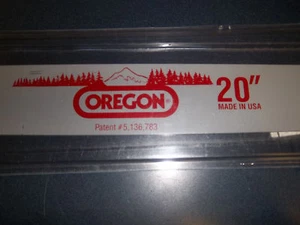 OREGON®
20"
MADE IN USA
Patent #5,136,783